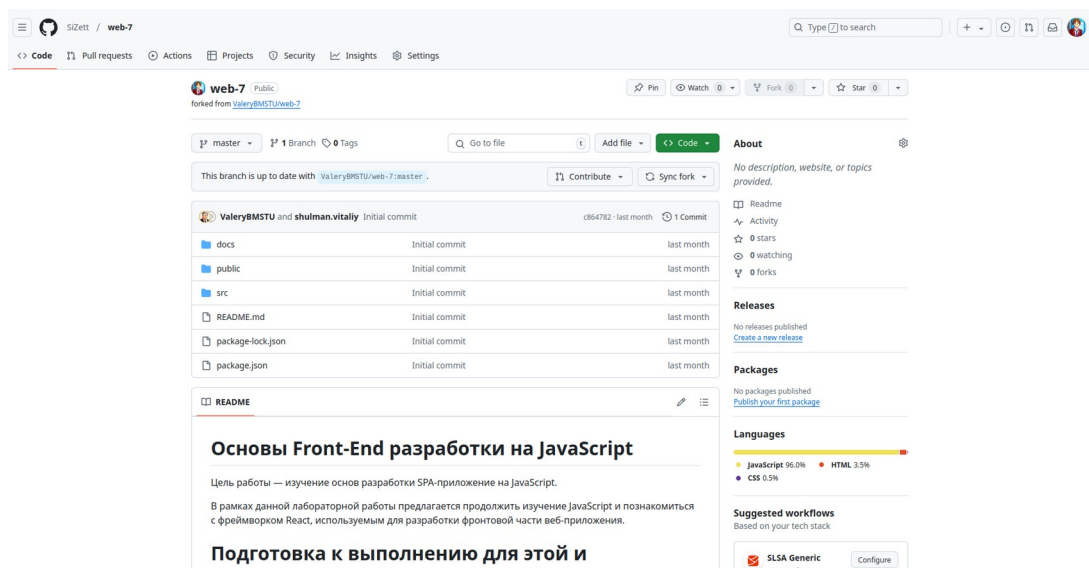 SiZett / web-7
Type / to search
Code Pull requests Actions Projects Security Insights Settings
web-7 Public
forked from ValeryBMSTU/web-7
Pin Watch 0 Fork 0 Star 0
master 1 Branch 0 Tags Go to file t Add file Code
This branch is up to date with ValeryBMSTU/web-7:master .
Contribute Sync fork
ValeryBMSTU and shulman.vitaliy Initial commit c864782 · last month 1 Commit
docs Initial commit last month
public Initial commit last month
src Initial commit last month
README.md Initial commit last month
package-lock.json Initial commit last month
package.json Initial commit last month
README
Основы Front-End разработки на JavaScript
Цель работы — изучение основ разработки SPA-приложение на JavaScript.
В рамках данной лабораторной работы предлагается продолжить изучение JavaScript и познакомиться
с фреймворком React, используемым для разработки фронтовой части веб-приложения.
Подготовка к выполнению для этой и
About
No description, website, or topics
provided.
Readme
Activity
0 stars
0 watching
0 forks
Releases
No releases published
Create a new release
Packages
No packages published
Publish your first package
Languages
JavaScript 96.0% HTML 3.5%
CSS 0.5%
Suggested workflows
Based on your tech stack
SLSA Generic
Configure